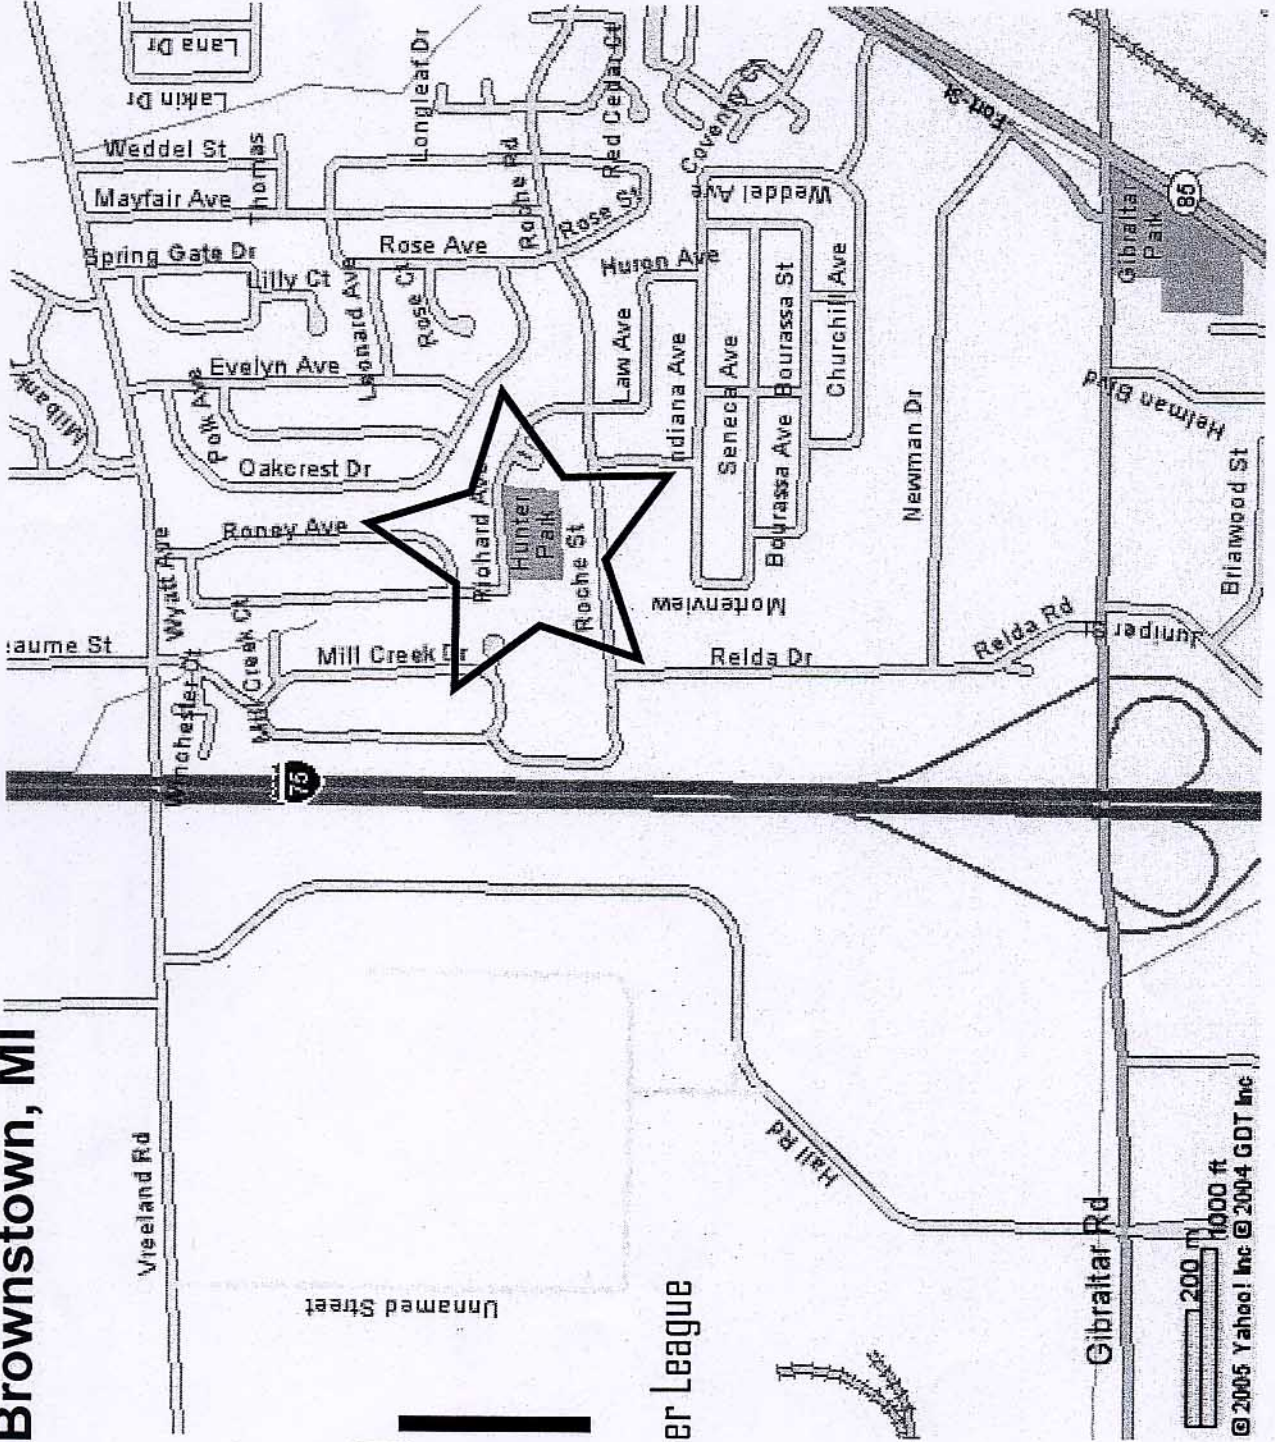 Brownstown, MI
Vreeland Rd
Unnamed Street
er League
Hall Rd
Gibraltar Rd
200 m
1000 ft
© 2005 Yahoo! Inc © 2004 GDT Inc
75
aume St
Wyatt Ave
Winchester Ct
Mill Creek Ct
Mill Creek Dr
Roney Ave
Oakcrest Dr
Evelyn Ave
Lilly Ct
Spring Gate Dr
Mayfair Ave
Weddel St
Thomas
Larkin Dr
Lana Dr
Longleaf Dr
Leonard Ave
Rose Ave
Rose Ct
Roche Rd
Rose Ct
Red Cedar Ct
Coventry Ct
Weddel Ave
Huron Ave
Law Ave
Indiana Ave
Seneca Ave
Bourassa Ave
Bourassa St
Churchill Ave
Richard Ave
Hunter
Park
Roche St
Mortenview
Relda Dr
Relda Rd
Newman Dr
Fort St
85
Gibraltar
Park
Helman Blvd
Briarwood St
Juniper St